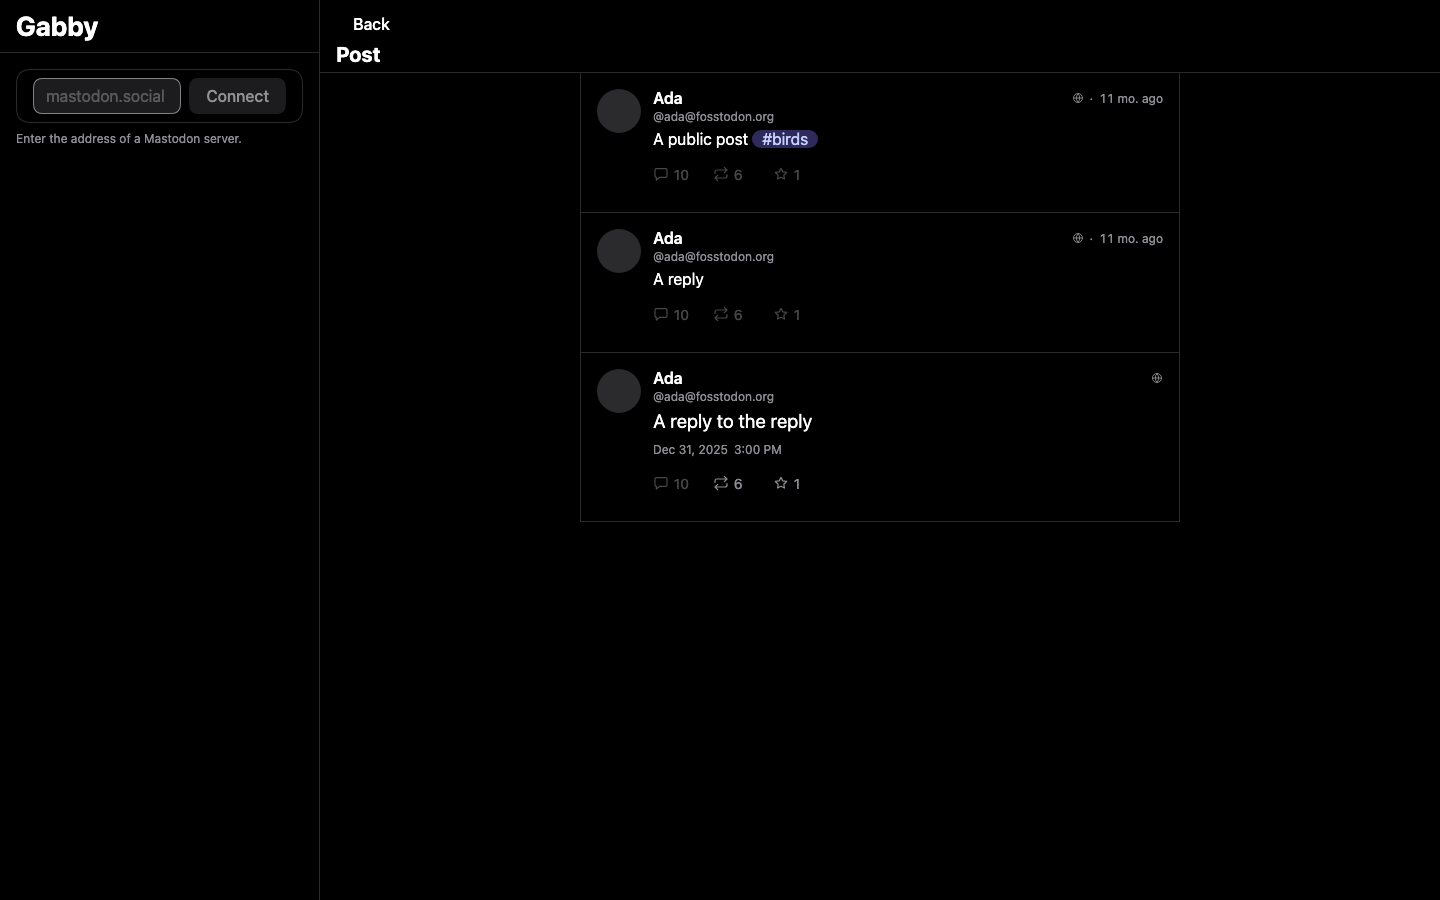 Gabby
mastodon.social Connect
Enter the address of a Mastodon server.
Back
Post
Ada · 11 mo. ago
@ada@fosstodon.org
A public post #birds
10 6 1
Ada · 11 mo. ago
@ada@fosstodon.org
A reply
10 6 1
Ada
@ada@fosstodon.org
A reply to the reply
Dec 31, 2025 3:00 PM
10 6 1